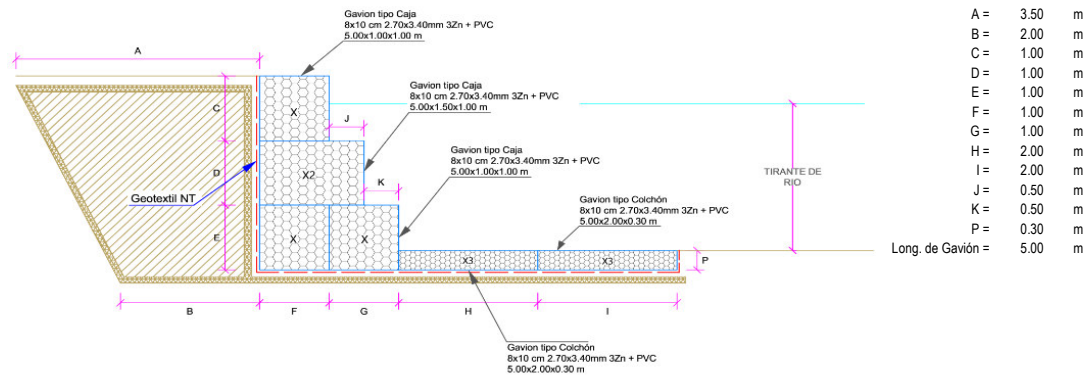 Gavion tipo Caja
8x10 cm 2.70x3.40mm 3Zn + PVC
5.00x1.00x1.00 m
A
Gavion tipo Caja
8x10 cm 2.70x3.40mm 3Zn + PVC
5.00x1.50x1.00 m
C
X
J
Gavion tipo Caja
8x10 cm 2.70x3.40mm 3Zn + PVC
5.00x1.00x1.00 m
TIRANTE DE
RIO
D
X2
K
Geotextil NT
Gavion tipo Colchón
8x10 cm 2.70x3.40mm 3Zn + PVC
5.00x2.00x0.30 m
E
X
X
X3
X3
P
B
F
G
H
I
Gavion tipo Colchón
8x10 cm 2.70x3.40mm 3Zn + PVC
5.00x2.00x0.30 m
A = 3.50 m
B = 2.00 m
C = 1.00 m
D = 1.00 m
E = 1.00 m
F = 1.00 m
G = 1.00 m
H = 2.00 m
I = 2.00 m
J = 0.50 m
K = 0.50 m
P = 0.30 m
Long. de Gavión = 5.00 m